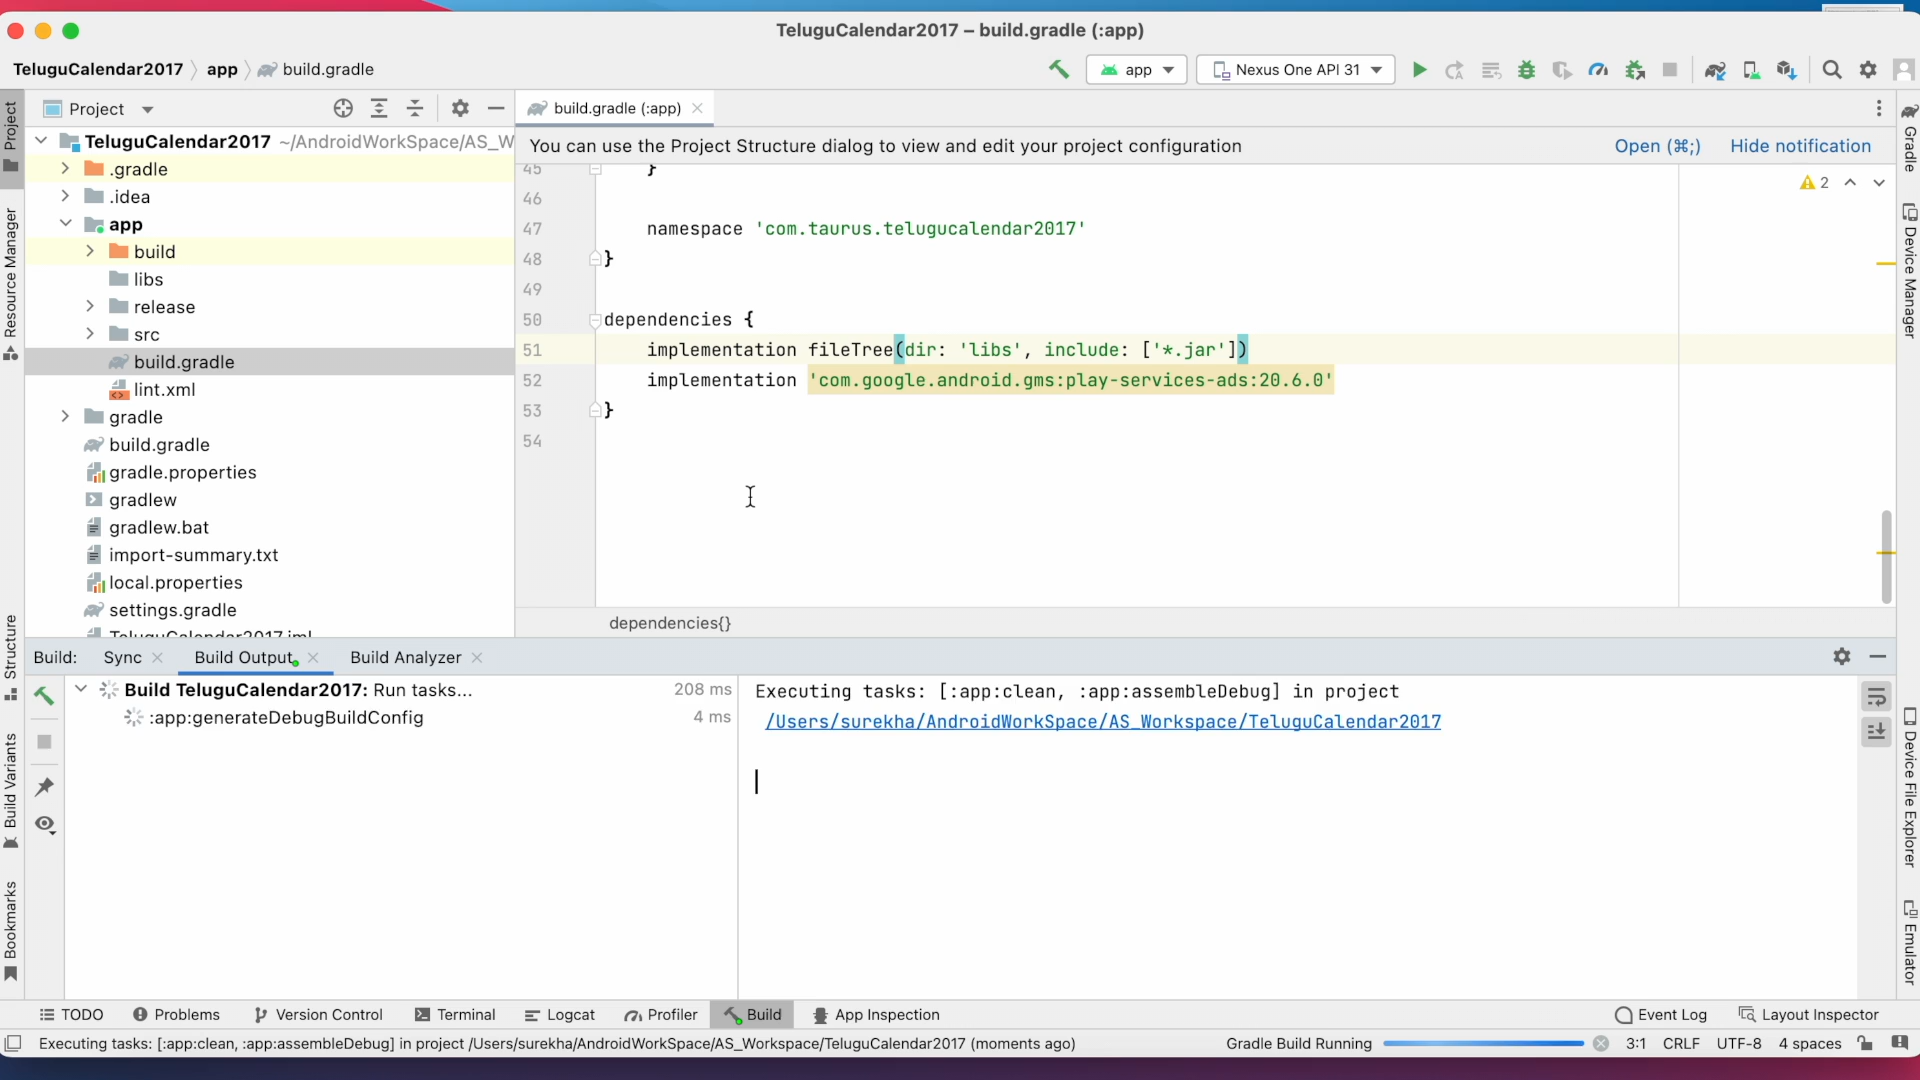 TeluguCalendar2017 – build.gradle (:app)
TeluguCalendar2017 app build.gradle
app
Nexus One API 31
Project
build.gradle (:app)
TeluguCalendar2017 ~/AndroidWorkSpace/AS_W
.gradle
.idea
app
build
libs
release
src
build.gradle
lint.xml
gradle
build.gradle
gradle.properties
gradlew
gradlew.bat
import-summary.txt
local.properties
settings.gradle
TeluguCalendar2017.iml
You can use the Project Structure dialog to view and edit your project configuration
Open (⌘;) Hide notification
2
45 }
46
47 namespace 'com.taurus.telugucalendar2017'
48 }
49
50 dependencies {
51 implementation fileTree(dir: 'libs', include: ['*.jar'])
52 implementation 'com.google.android.gms:play-services-ads:20.6.0'
53 }
54
dependencies{}
Project
Resource Manager
Structure
Build Variants
Bookmarks
Gradle
Device Manager
Device File Explorer
Emulator
Build: Sync Build Output Build Analyzer
Build TeluguCalendar2017: Run tasks... 208 ms
:app:generateDebugBuildConfig 4 ms
Executing tasks: [:app:clean, :app:assembleDebug] in project
/Users/surekha/AndroidWorkSpace/AS_Workspace/TeluguCalendar2017
TODO Problems Version Control Terminal Logcat Profiler Build App Inspection Event Log Layout Inspector
Executing tasks: [:app:clean, :app:assembleDebug] in project /Users/surekha/AndroidWorkSpace/AS_Workspace/TeluguCalendar2017 (moments ago) Gradle Build Running 3:1 CRLF UTF-8 4 spaces